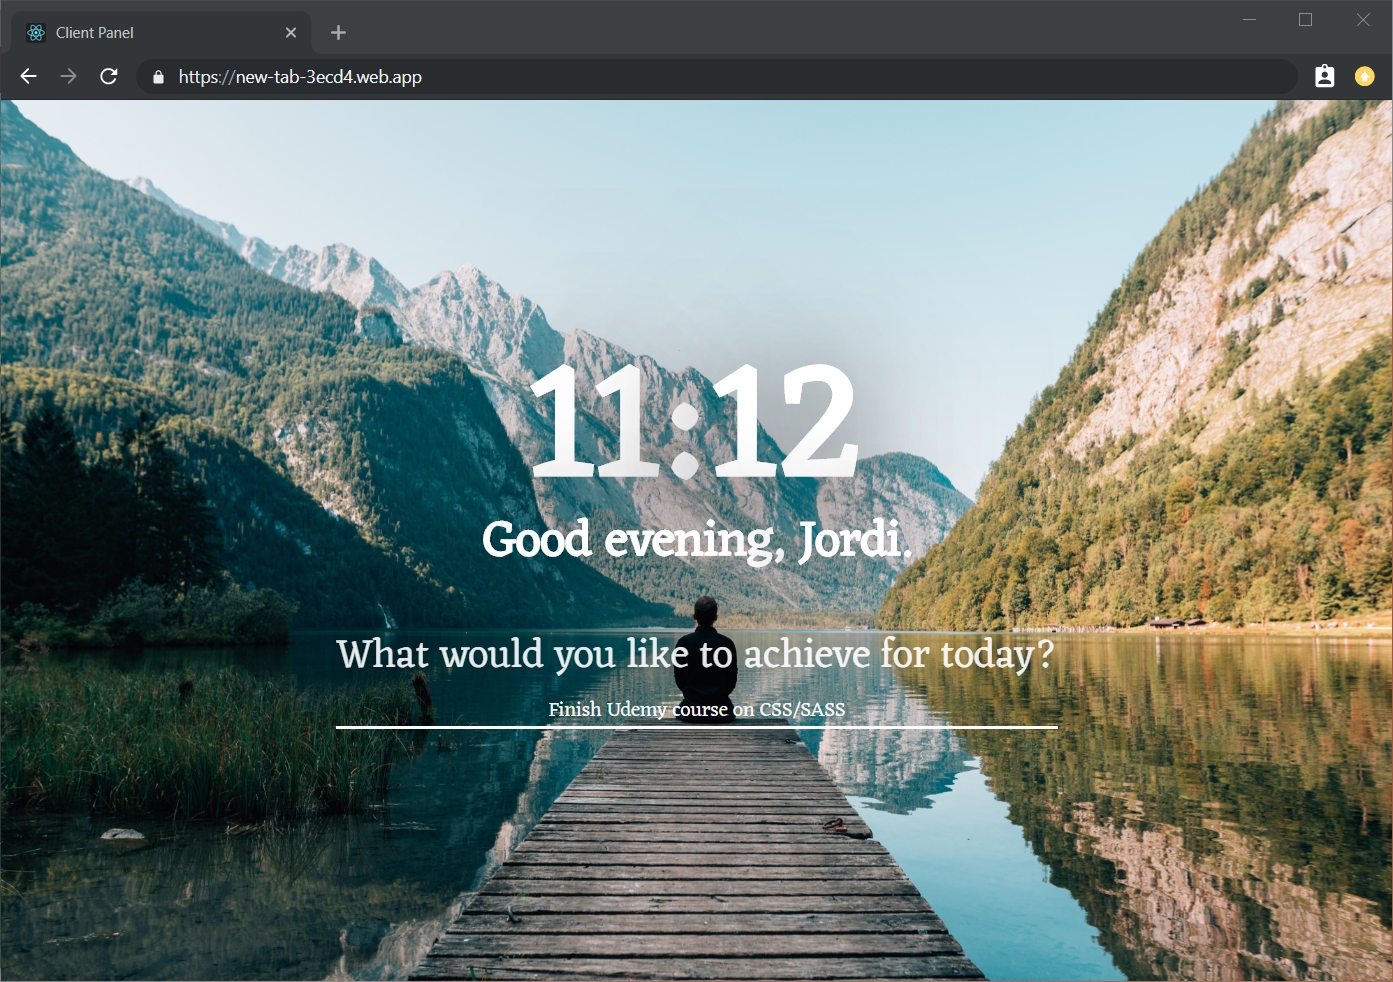 Client Panel
https://new-tab-3ecd4.web.app
11:12
Good evening, Jordi.
What would you like to achieve for today?
Finish Udemy course on CSS/SASS